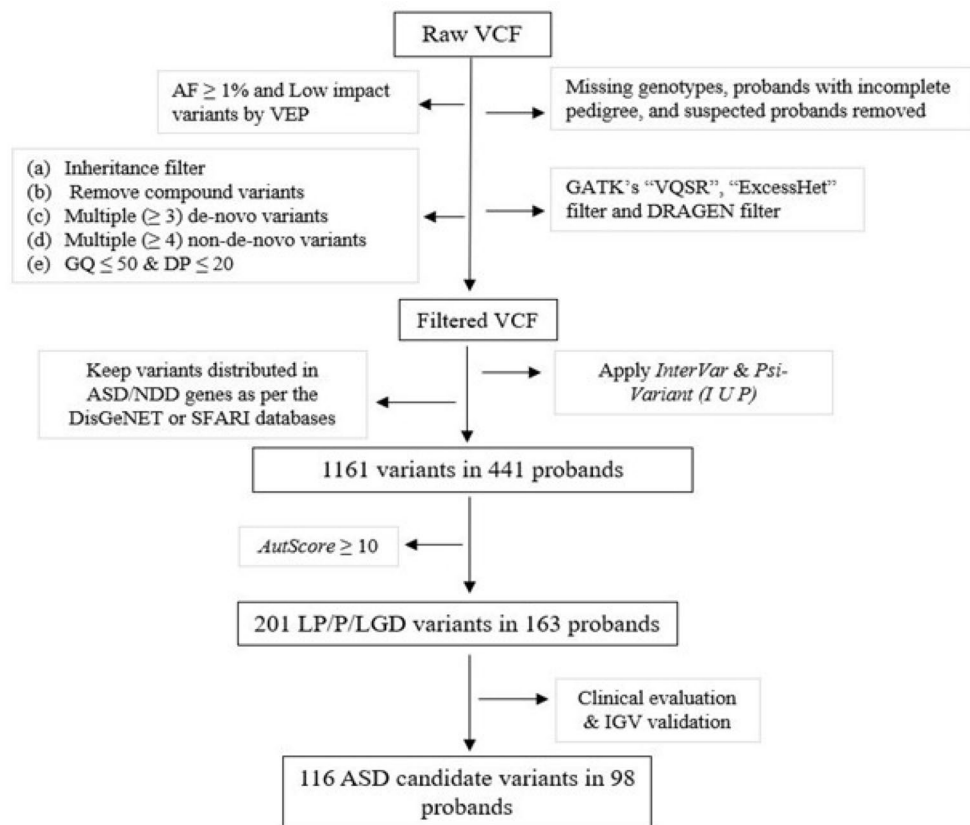 Raw VCF
AF ≥ 1% and Low impact
variants by VEP
Missing genotypes, probands with incomplete
pedigree, and suspected probands removed
(a) Inheritance filter
(b) Remove compound variants
(c) Multiple (≥ 3) de-novo variants
(d) Multiple (≥ 4) non-de-novo variants
(e) GQ ≤ 50 & DP ≤ 20
GATK's “VQSR”, “ExcessHet”
filter and DRAGEN filter
Filtered VCF
Keep variants distributed in
ASD/NDD genes as per the
DisGeNET or SFARI databases
Apply InterVar & Psi-
Variant (I U P)
1161 variants in 441 probands
AutScore ≥ 10
201 LP/P/LGD variants in 163 probands
Clinical evaluation
& IGV validation
116 ASD candidate variants in 98
probands